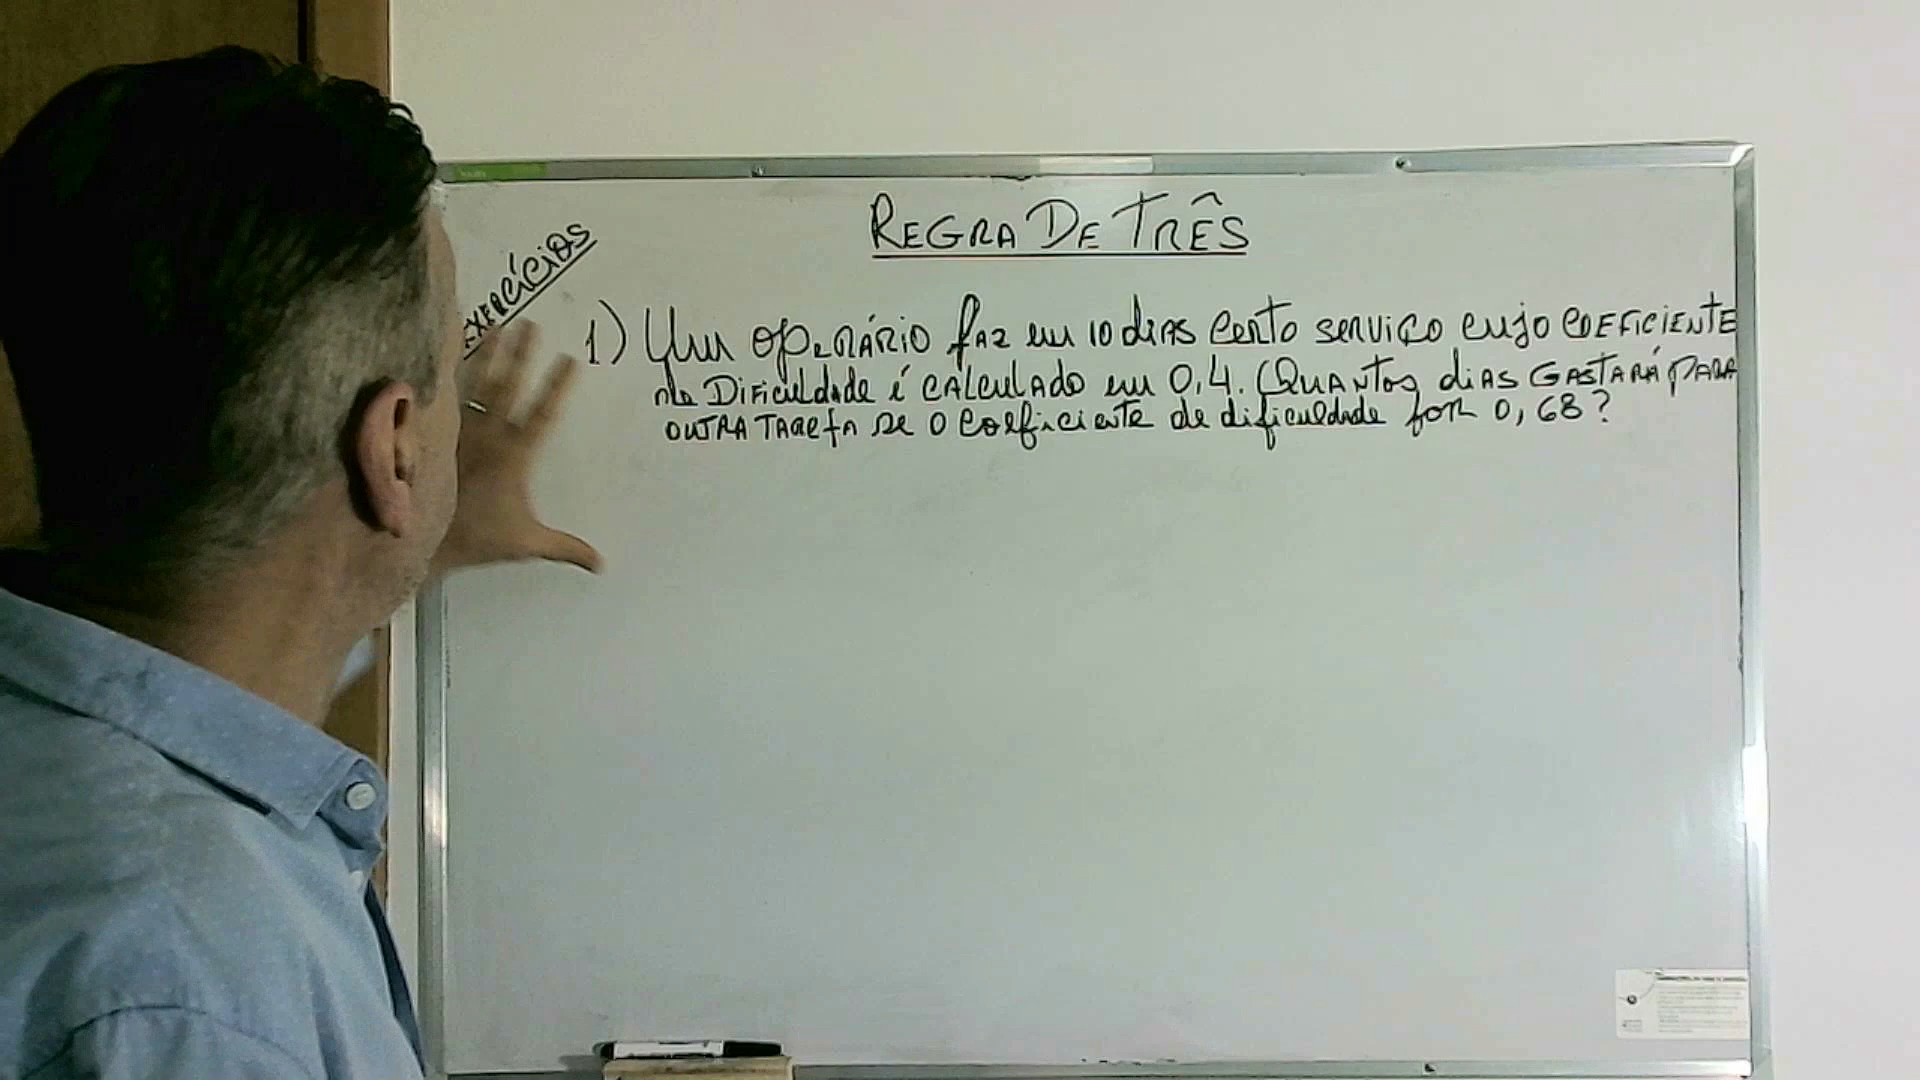 REGRA DE TRÊS
EXERCÍCIOS
1) Um operário faz em 10 dias certo serviço cujo COEFICIENTE
de Dificuldade é calculado em 0,4. Quantos dias GASTARÁ PARA
OUTRA TAREFA se o coeficiente de dificuldade for 0,68?